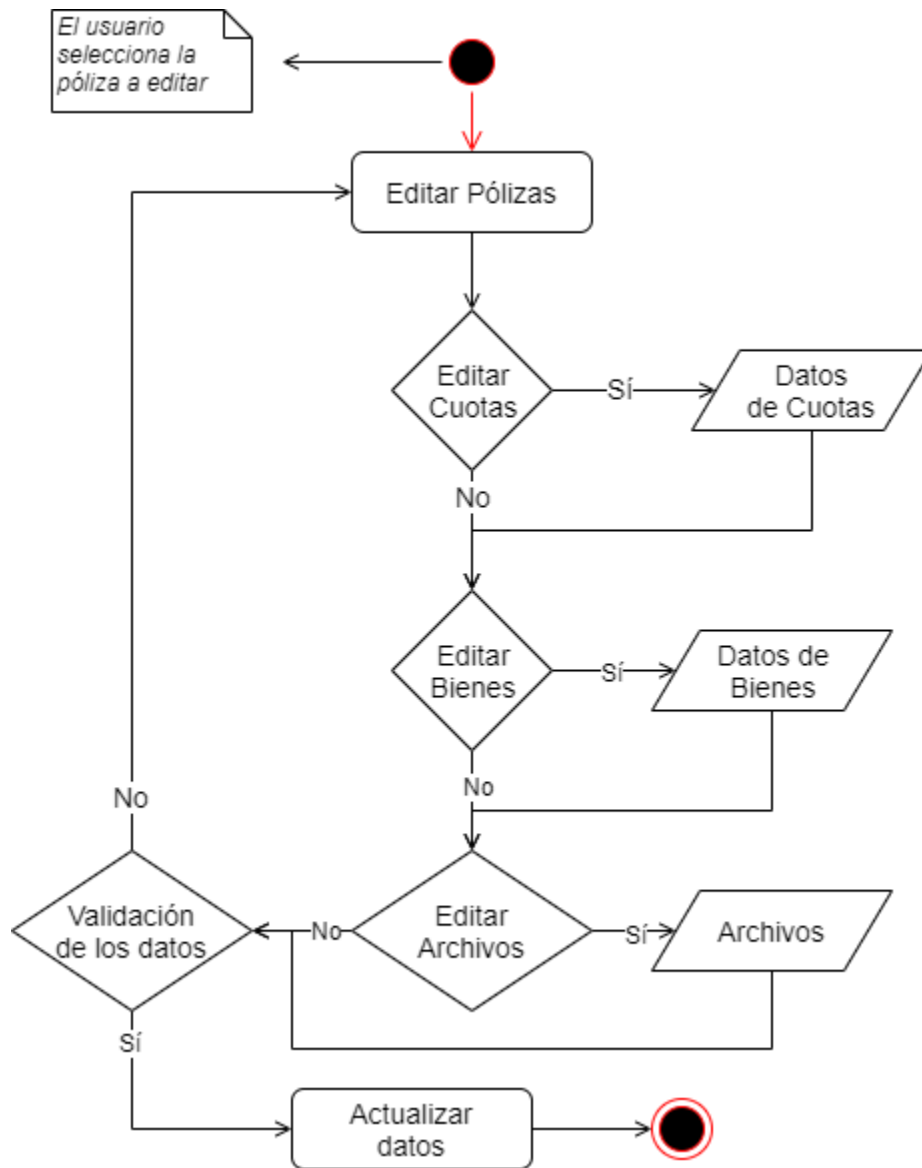 El usuario
selecciona la
póliza a editar
Editar Pólizas
Editar
Cuotas
Sí
Datos
de Cuotas
No
Editar
Bienes
Sí
Datos de
Bienes
No
No
Validación
de los datos
No
Editar
Archivos
Sí
Archivos
Sí
Actualizar
datos